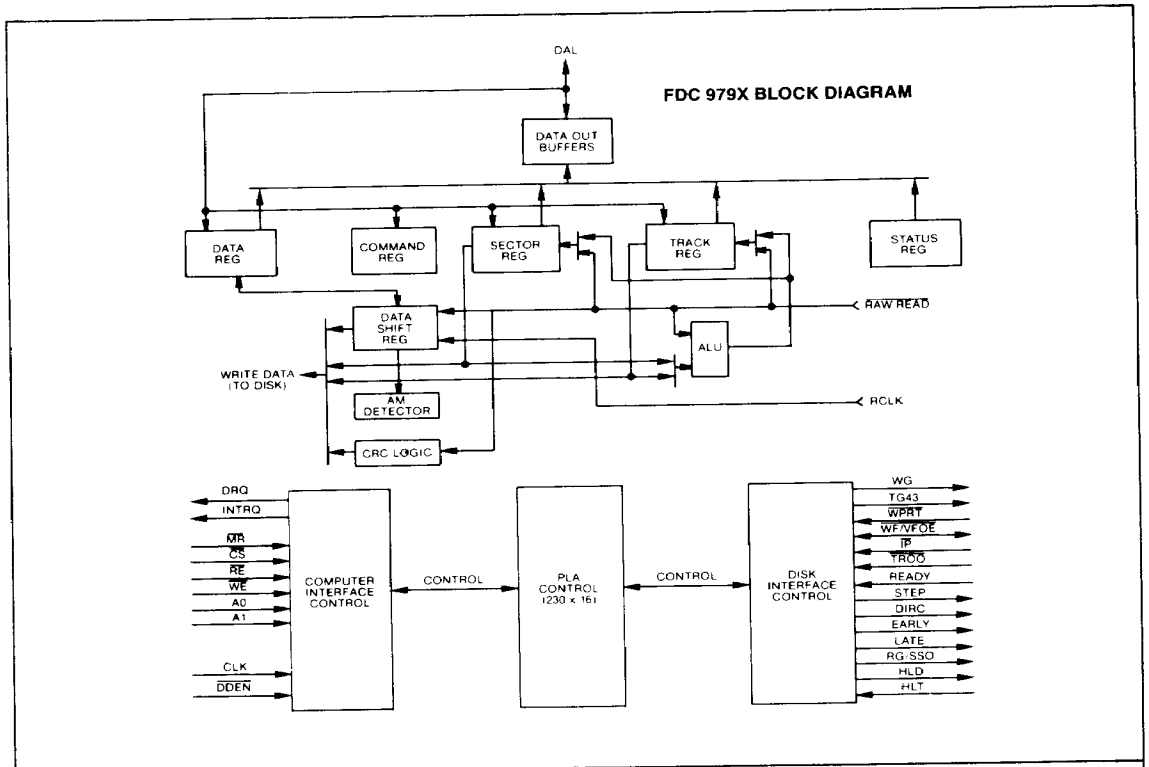 DAL
FDC 979X BLOCK DIAGRAM
DATA OUT
BUFFERS
DATA
REG
COMMAND
REG
SECTOR
REG
TRACK
REG
STATUS
REG
RAW READ
DATA
SHIFT
REG
ALU
WRITE DATA
(TO DISK)
AM
DETECTOR
RCLK
CRC LOGIC
DRQ
INTRQ
MR
CS
RE
WE
A0
A1
CLK
DDEN
COMPUTER
INTERFACE
CONTROL
CONTROL
PLA
CONTROL
(230 x 16)
CONTROL
DISK
INTERFACE
CONTROL
WG
TG43
WPRT
WF/VFOE
IP
TROO
READY
STEP
DIRC
EARLY
LATE
RG/SSO
HLD
HLT